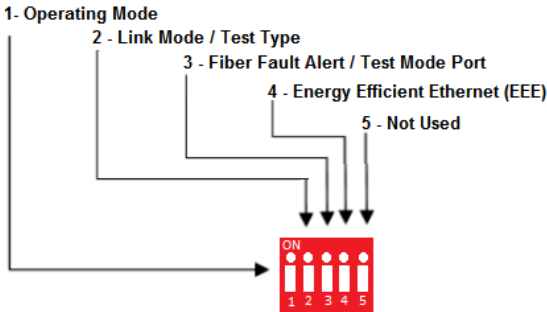 1- Operating Mode
2 - Link Mode / Test Type
3 - Fiber Fault Alert / Test Mode Port
4 - Energy Efficient Ethernet (EEE)
5 - Not Used
ON
1 2 3 4 5